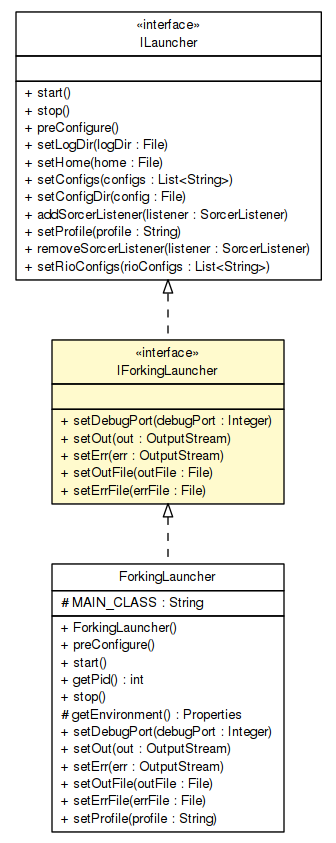 «interface»
ILauncher
+ start()
+ stop()
+ preConfigure()
+ setLogDir(logDir : File)
+ setHome(home : File)
+ setConfigs(configs : List<String>)
+ setConfigDir(config : File)
+ addSorcerListener(listener : SorcerListener)
+ setProfile(profile : String)
+ removeSorcerListener(listener : SorcerListener)
+ setRioConfigs(rioConfigs : List<String>)
«interface»
IForkingLauncher
+ setDebugPort(debugPort : Integer)
+ setOut(out : OutputStream)
+ setErr(err : OutputStream)
+ setOutFile(outFile : File)
+ setErrFile(errFile : File)
ForkingLauncher
# MAIN_CLASS : String
+ ForkingLauncher()
+ preConfigure()
+ start()
+ getPid() : int
+ stop()
# getEnvironment() : Properties
+ setDebugPort(debugPort : Integer)
+ setOut(out : OutputStream)
+ setErr(err : OutputStream)
+ setOutFile(outFile : File)
+ setErrFile(errFile : File)
+ setProfile(profile : String)